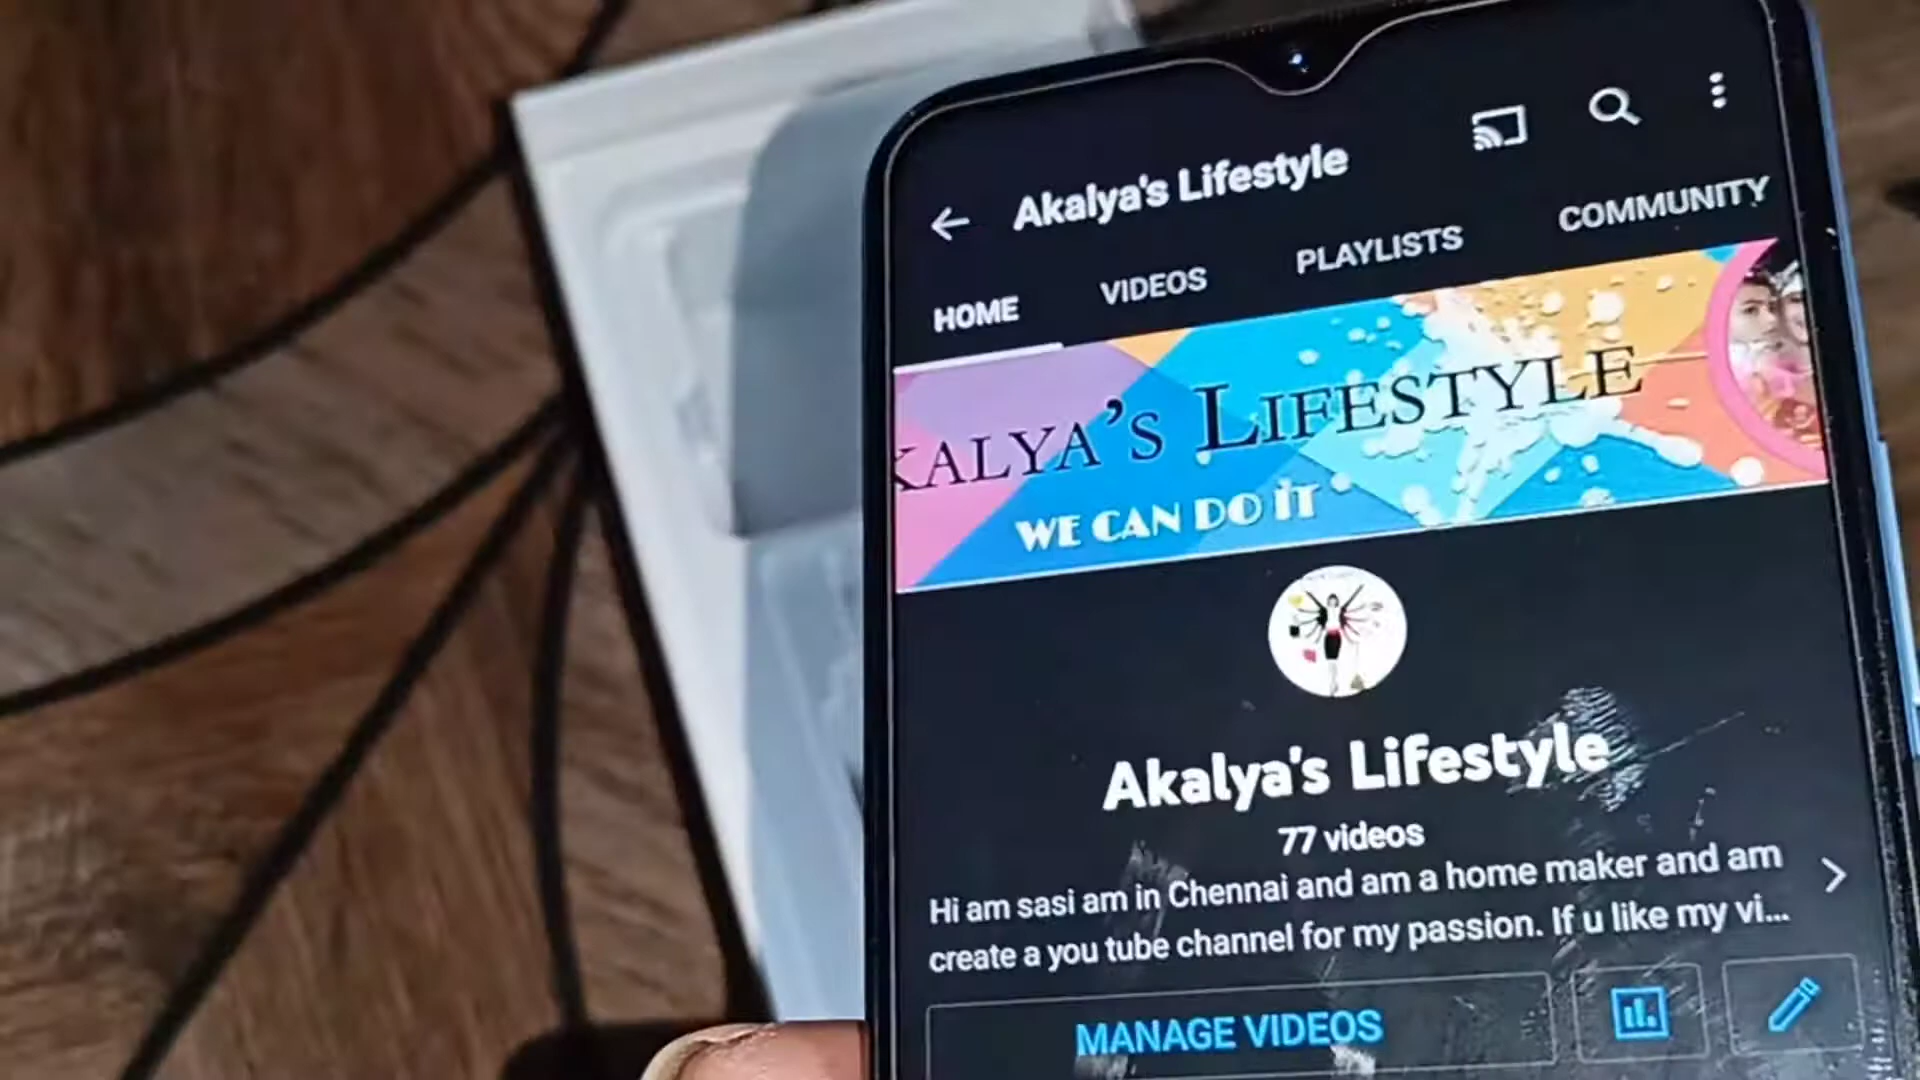 Akalya's Lifestyle
HOME VIDEOS PLAYLISTS COMMUNITY
KALYA'S LIFESTYLE
WE CAN DO IT
Akalya's Lifestyle
77 videos
Hi am sasi am in Chennai and am a home maker and am
create a you tube channel for my passion. If u like my vi...
MANAGE VIDEOS